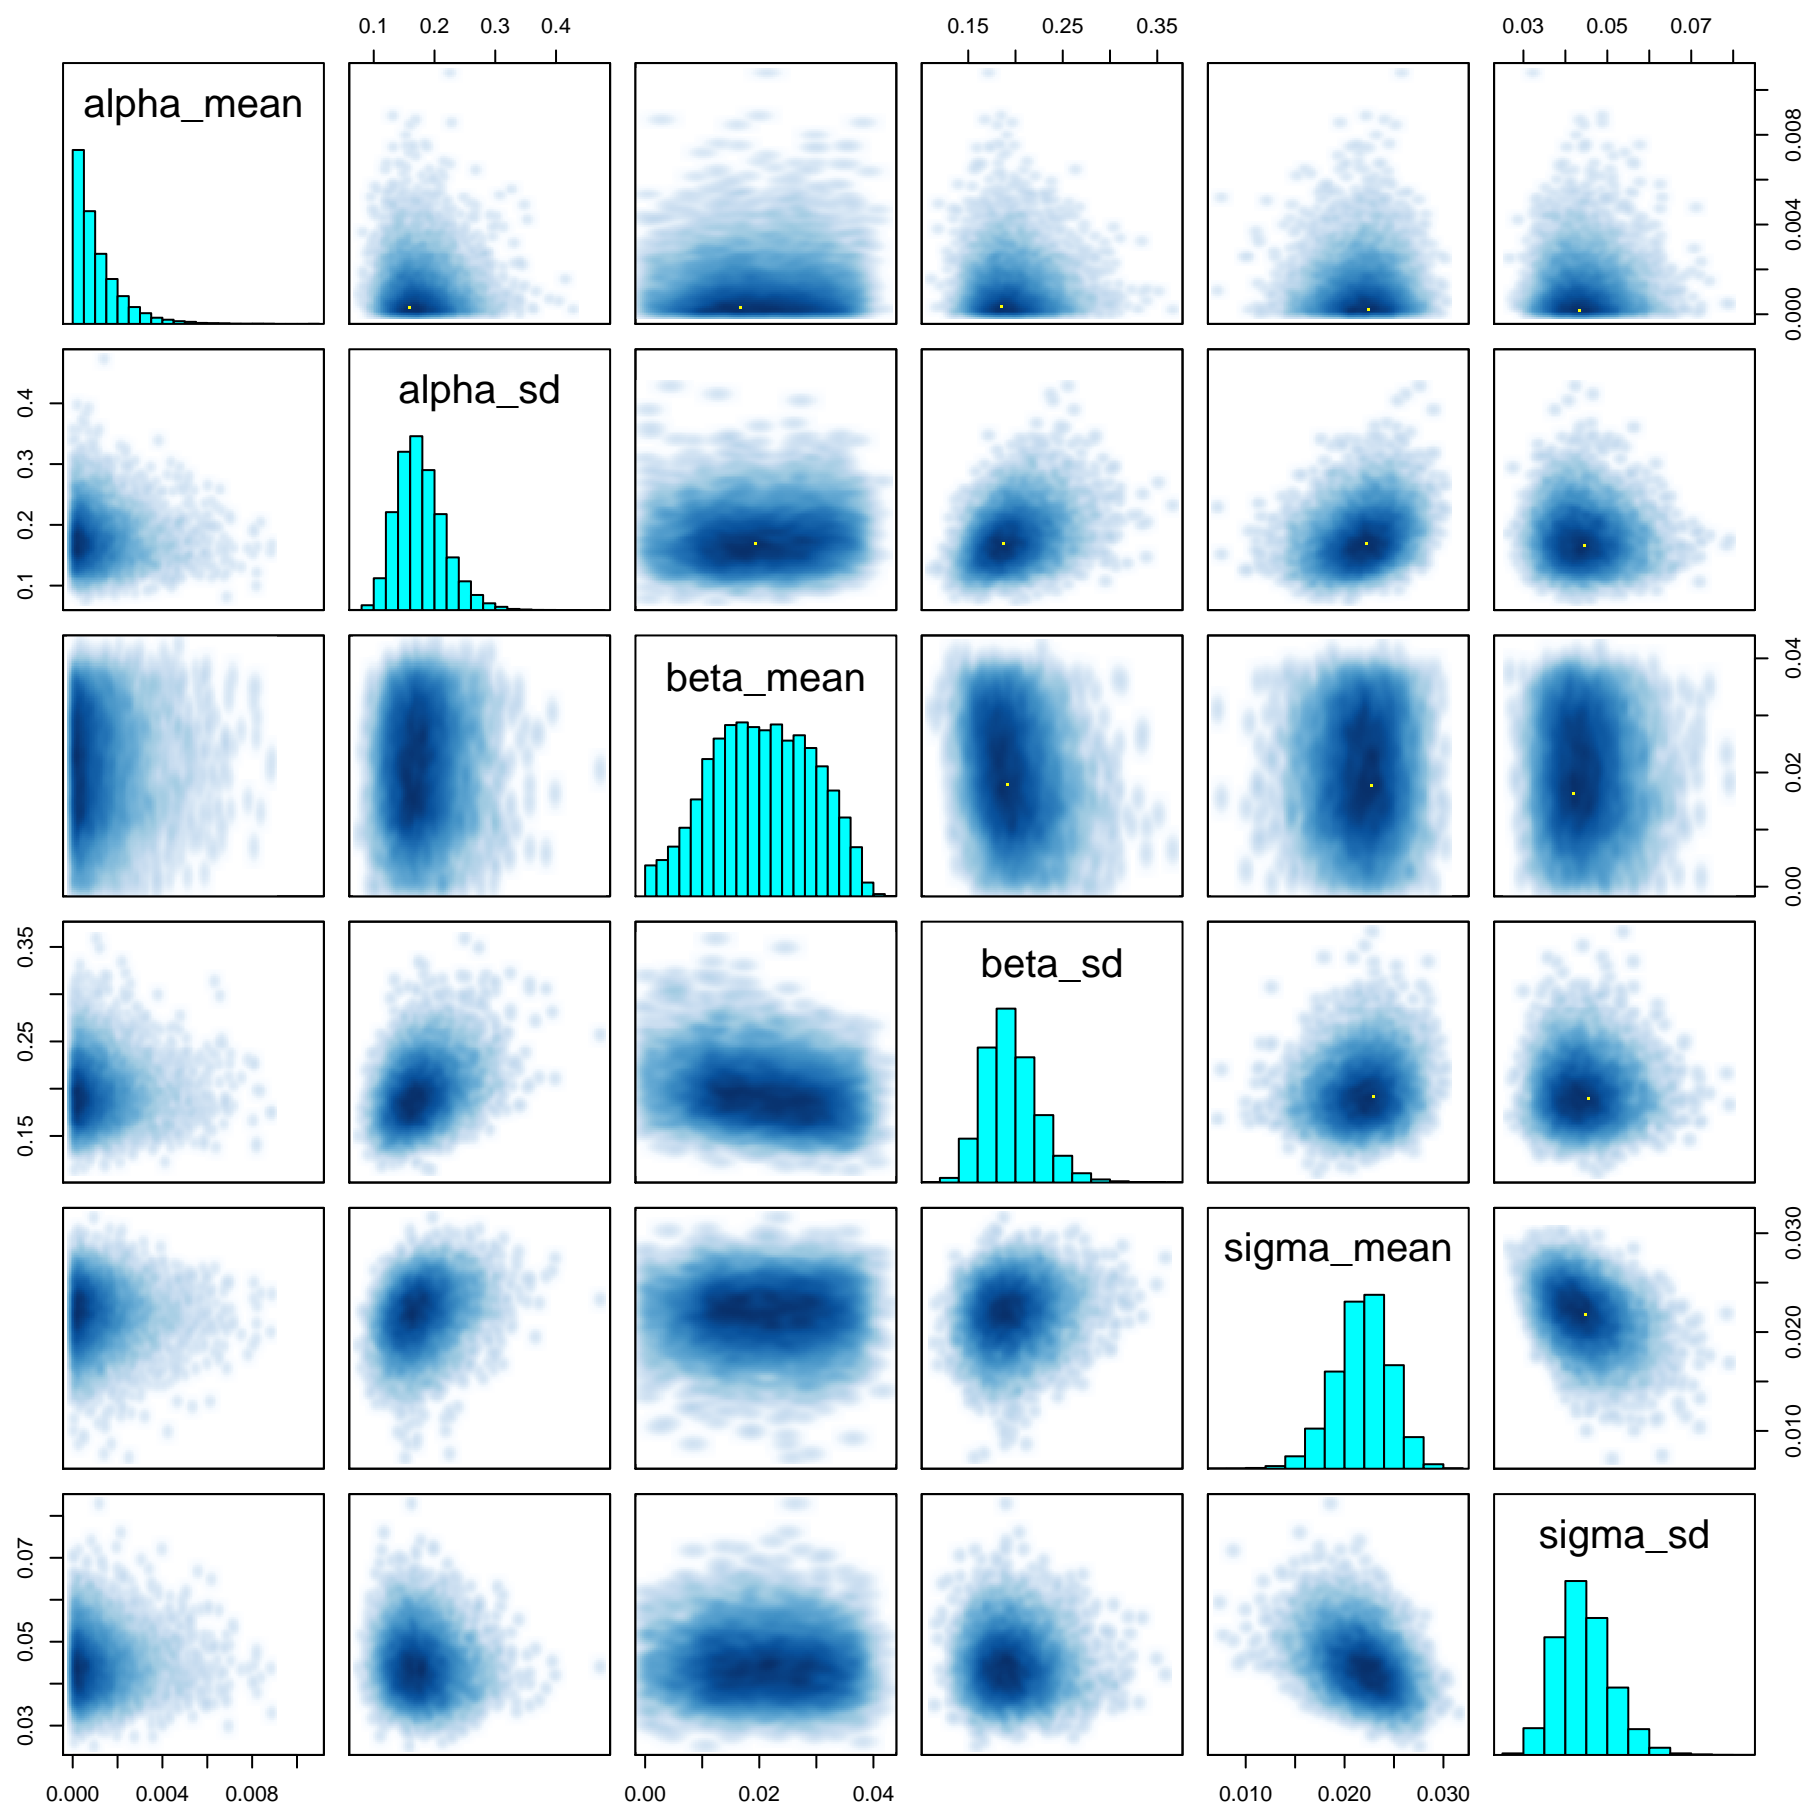 0.1 0.2 0.3 0.4 0.15 0.25 0.35 0.03 0.05 0.07
alpha_mean
0.000 0.004 0.008
alpha_sd
0.1 0.2 0.3 0.4
beta_mean
0.00 0.02 0.04
beta_sd
0.15 0.25 0.35
sigma_mean
0.010 0.020 0.030
sigma_sd
0.03 0.05 0.07
0.000 0.004 0.008 0.00 0.02 0.04 0.010 0.020 0.030